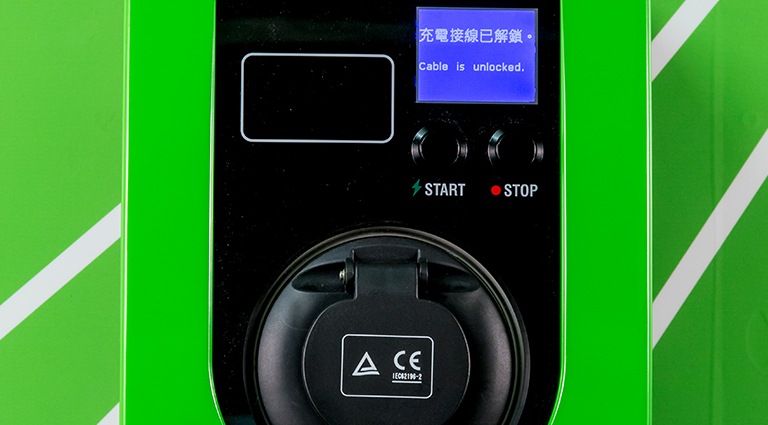 充電接線已解鎖。
Cable is unlocked.
START
STOP
CE
IEC62196-2